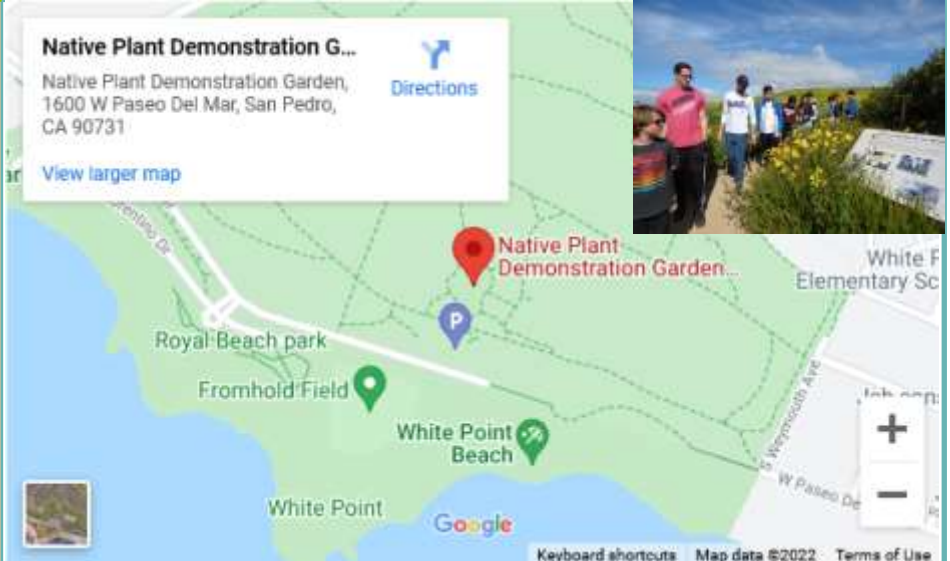 Native Plant Demonstration G...
Native Plant Demonstration Garden,
1600 W Paseo Del Mar, San Pedro,
CA 90731
Directions
View larger map
Native Plant
Demonstration Garden...
White P
Elementary Sc
P
Royal Beach park
Fromhold Field
White Point
Beach
S Weymouth Ave
W Paseo De
White Point
Google
+
−
Keyboard shortcuts Map data ©2022 Terms of Use